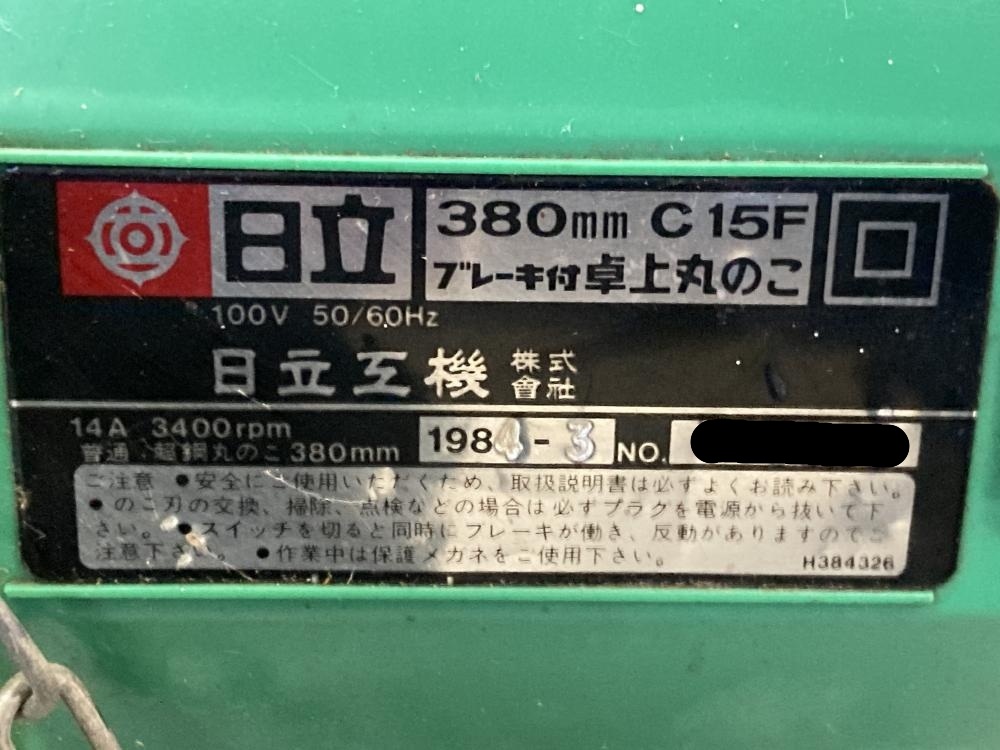 日立
380mm C15F
ブレーキ付卓上丸のこ
100V 50/60Hz
日立工機 株式會社
14A 3400rpm
普通, 超鋼丸のこ 380mm
1984-3 NO.
ご注意 ●安全にご使用いただくため、取扱説明書は必ずよくお読み下さい。
●のこ刃の交換、掃除、点検などの場合は必ずプラグを電源から抜いて下
さい。 ●スイッチを切ると同時にブレーキが働き、反動がありますのでご
注意下さい。 ●作業中は保護メガネをご使用下さい。
H384326